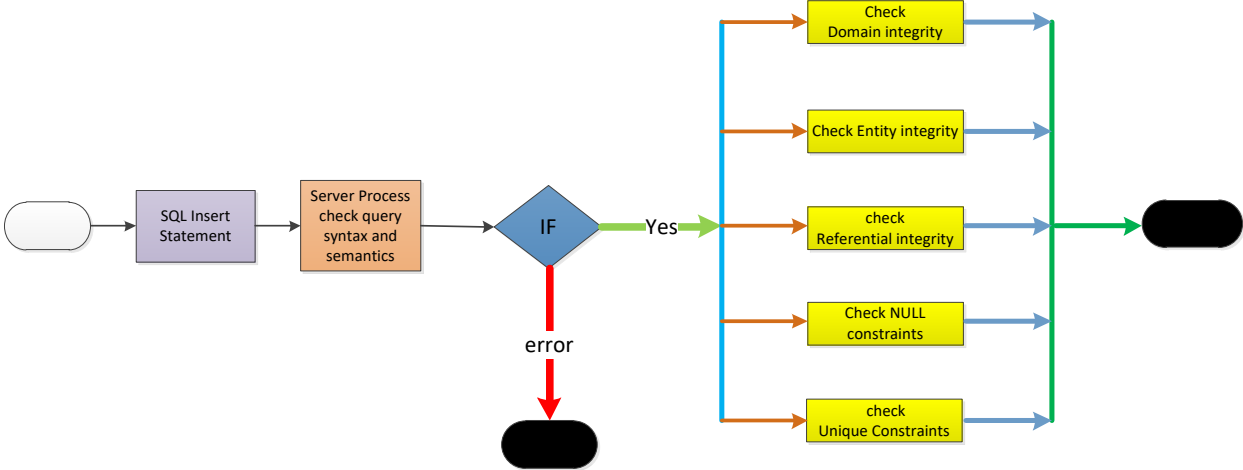 SQL Insert
Statement
Server Process
check query
syntax and
semantics
IF
Yes
error
Check
Domain integrity
Check Entity integrity
check
Referential integrity
Check NULL
constraints
check
Unique Constraints